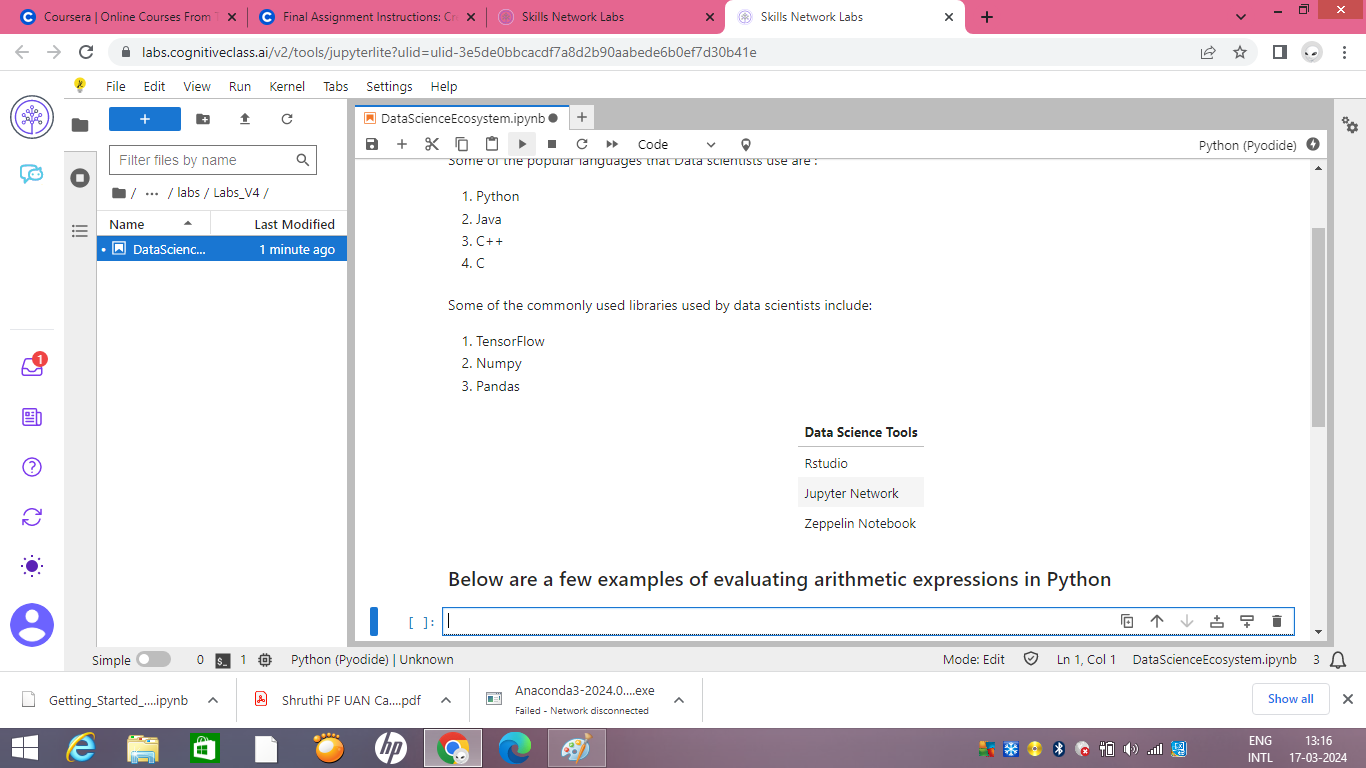 Coursera | Online Courses From T
Final Assignment Instructions: Cr
Skills Network Labs
Skills Network Labs
labs.cognitiveclass.ai/v2/tools/jupyterlite?ulid=ulid-3e5de0bbcacdf7a8d2b90aabede6b0ef7d30b41e
File Edit View Run Kernel Tabs Settings Help
DataScienceEcosystem.ipynb
Filter files by name
Code
Python (Pyodide)
/ ... / labs / Labs_V4 /
Name Last Modified
DataScienc... 1 minute ago
Some of the popular languages that Data scientists use are :
1. Python
2. Java
3. C++
4. C
Some of the commonly used libraries used by data scientists include:
1. TensorFlow
2. Numpy
3. Pandas
Data Science Tools
Rstudio
Jupyter Network
Zeppelin Notebook
Below are a few examples of evaluating arithmetic expressions in Python
[ ]:
1
Simple 0 1 Python (Pyodide) | Unknown Mode: Edit Ln 1, Col 1 DataScienceEcosystem.ipynb 3
Getting_Started_....ipynb
Shruthi PF UAN Ca....pdf
Anaconda3-2024.0....exe
Failed - Network disconnected
Show all
hp
ENG
INTL
13:16
17-03-2024